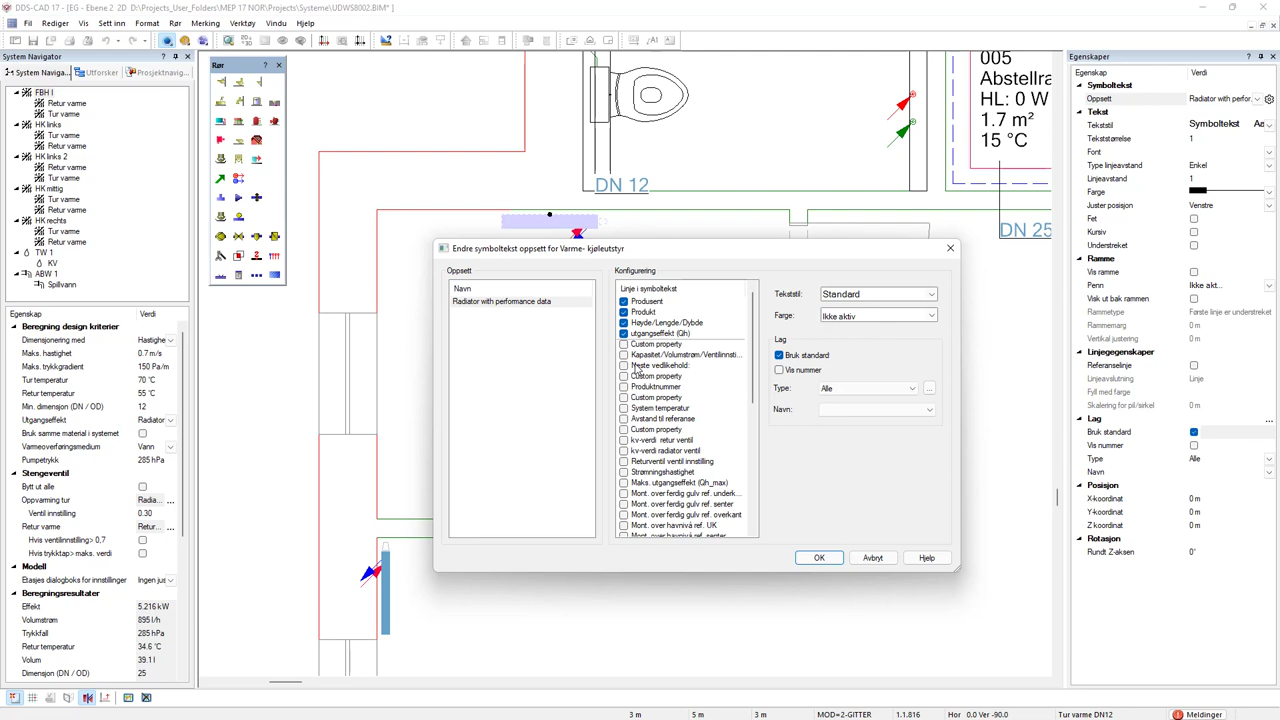 DDS-CAD 17 - [EG - Ebene 2 2D D:\Projects_User_Folders\MEP 17 NOR\Projects\Systeme\UDWS8002.BIM* ]
Fil Rediger Vis Sett inn Format Rør Merking Verktøy Vindu Hjelp
System Navigator
System Naviga...
Utforsker
Prosjektnavig...
FBH I
Retur varme
Tur varme
HK links
Tur varme
Retur varme
HK links 2
Retur varme
Tur varme
HK mittig
Retur varme
Tur varme
HK rechts
Tur varme
Retur varme
TW 1
KV
ABW 1
Spillvann
Egenskap Verdi
Beregning design kriterier
Dimensjonering med Hastighe
Maks. hastighet 0.7 m/s
Maks. trykkgradient 150 Pa/m
Tur temperatur 70 °C
Retur temperatur 55 °C
Min. dimensjon (DN / OD) 12
Utgangseffekt Radiator
Bruk samme material i systemet
Varmeoverføringsmedium Vann
Pumpetrykk 285 hPa
Stengeventil
Bytt ut alle
Oppvarning tur Radia... ...
Ventil innstilling 0.30
Retur varme Retur... ...
Hvis ventilinnstilling> 0,7
Hvis trykktap> maks. verdi
Modell
Etasjes dialogboks for innstillinger Ingen jus
Beregningsresultater
Effekt 5.216 kW
Volumstrøm 895 l/h
Trykkfall 285 hPa
Retur temperatur 34.6 °C
Volum 39.1 l
Dimensjon (DN / OD) 25
Rør ?
DN 12
005
Abstellra
HL: 0 W
1.7 m²
15 °C
DN 25
Endre symboltekst oppsett for Varme- kjøleutstyr
Oppsett
Navn
Radiator with performance data
Konfigurering
Linje i symboltekst
Produsent
Produkt
Høyde/Lengde/Dybde
utgangseffekt (Qh)
Custom property
Kapasitet/Volumstrøm/Ventilinnsti...
Neste vedlikehold:
Custom property
Produktnummer
Custom property
System temperatur
Avstand til referanse
Custom property
kv-verdi retur ventil
kv-verdi radiator ventil
Returventil ventil innstilling
Strømningshastighet
Maks. utgangseffekt (Qh_max)
Mont. over ferdig gulv ref. underk...
Mont. over ferdig gulv ref. senter
Mont. over ferdig gulv ref. overkant
Mont. over havnivå ref. UK
Mont. over havnivå ref. senter
Tekststil: Standard
Farge: Ikke aktiv
Lag
Bruk standard
Vis nummer
Type: Alle ...
Navn:
OK Avbryt Hjelp
Egenskaper ?
Egenskap Verdi
Symboltekst
Oppsett Radiator with perfor.
Tekst
Tekststil Symboltekst
Tekststørrelse 1
Font
Type linjeavstand Enkel
Linjeavstand 1
Farge
Juster posisjon Venstre
Fet
Kursiv
Understreket
Ramme
Vis ramme
Penn Ikke akt...
Visk ut bak rammen
Rammetype Første linje er understreket
Rammemarg 0
Vertikal rammemarg 0
Linjegegenskaper
Referanselinje
Linjeavslutning Linje
Fyll med farge
Skalering for pil/sirkel 0
Lag ...
Bruk standard
Vis nummer
Type Alle
Navn
Posisjon
X-koordinat 0 m
Y-koordinat 0 m
Z koordinat 0 m
Rotasjon
Rundt Z-aksen 0°
3 m 5 m 3 m MOD=2-GITTER 1.1.816 Hor 0.0 Ver -90.0 Tur varme DN12 Meldinger